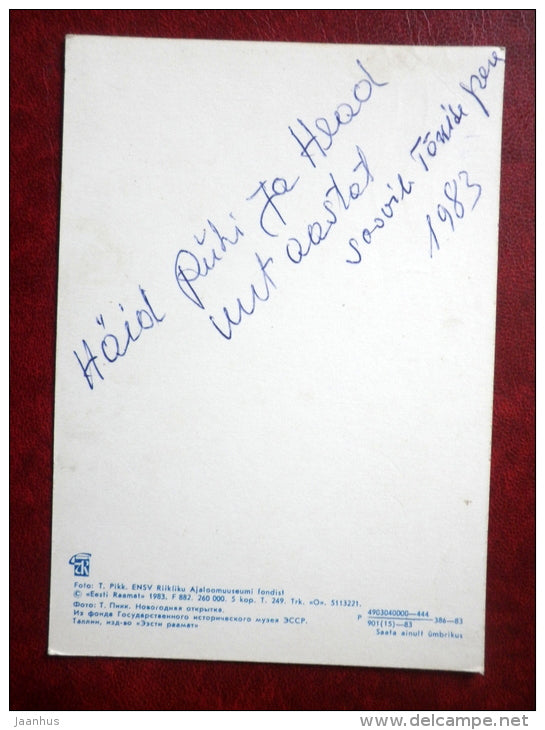 Häid Pühi Ja Head
uut aastat
soovib Tõnise pere
1983
Foto: T. Pikk. ENSV Riikliku Ajaloomuuseumi fondist
© «Eesti Raamat» 1983. F 882. 260 000. 5 kop. T. 249. Trk. «O». 5113221.
Фото: Т. Пикк. Новогодняя открытка.
Из фонда Государственного исторического музея ЭССР.
Таллин, изд-во «Ээсти раамат»
Р 4903040000—444
901(15)—83
386—83
Saata ainult ümbrikus
#jaanhus
www.delcampe.net